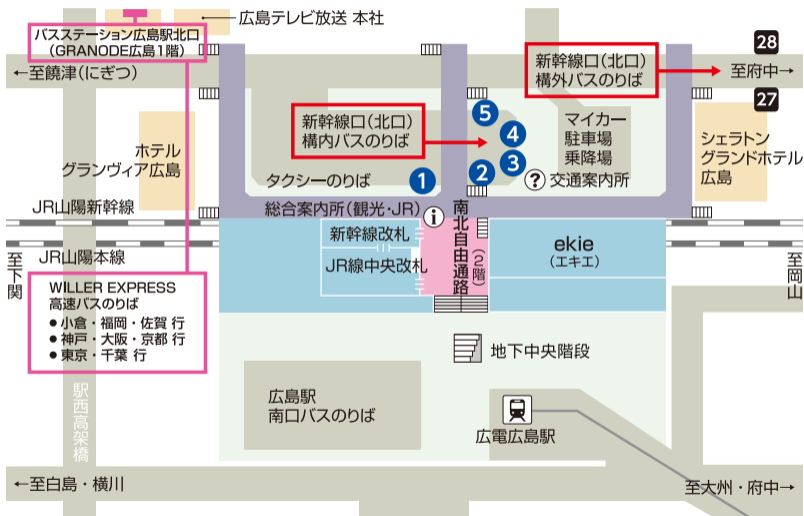 広島テレビ放送 本社
バスステーション広島駅北口
(GRANODE広島1階)
←至饒津(にぎつ)
新幹線口(北口)
構外バスのりば
28
至府中→
27
新幹線口(北口)
構内バスのりば
5
4
3
2
1
マイカー
駐車場
乗降場
ホテル
グランヴィア広島
シェラトン
グランドホテル
広島
タクシーのりば
? 交通案内所
JR山陽新幹線
総合案内所(観光・JR)
i
新幹線改札
JR線中央改札
南北自由通路
(2階)
ekie
(エキエ)
JR山陽本線
至下関
至岡山
WILLER EXPRESS
高速バスのりば
●小倉・福岡・佐賀 行
●神戸・大阪・京都 行
●東京・千葉 行
地下中央階段
駅西高架橋
広島駅
南口バスのりば
広電広島駅
←至白島・横川
至大州・府中→